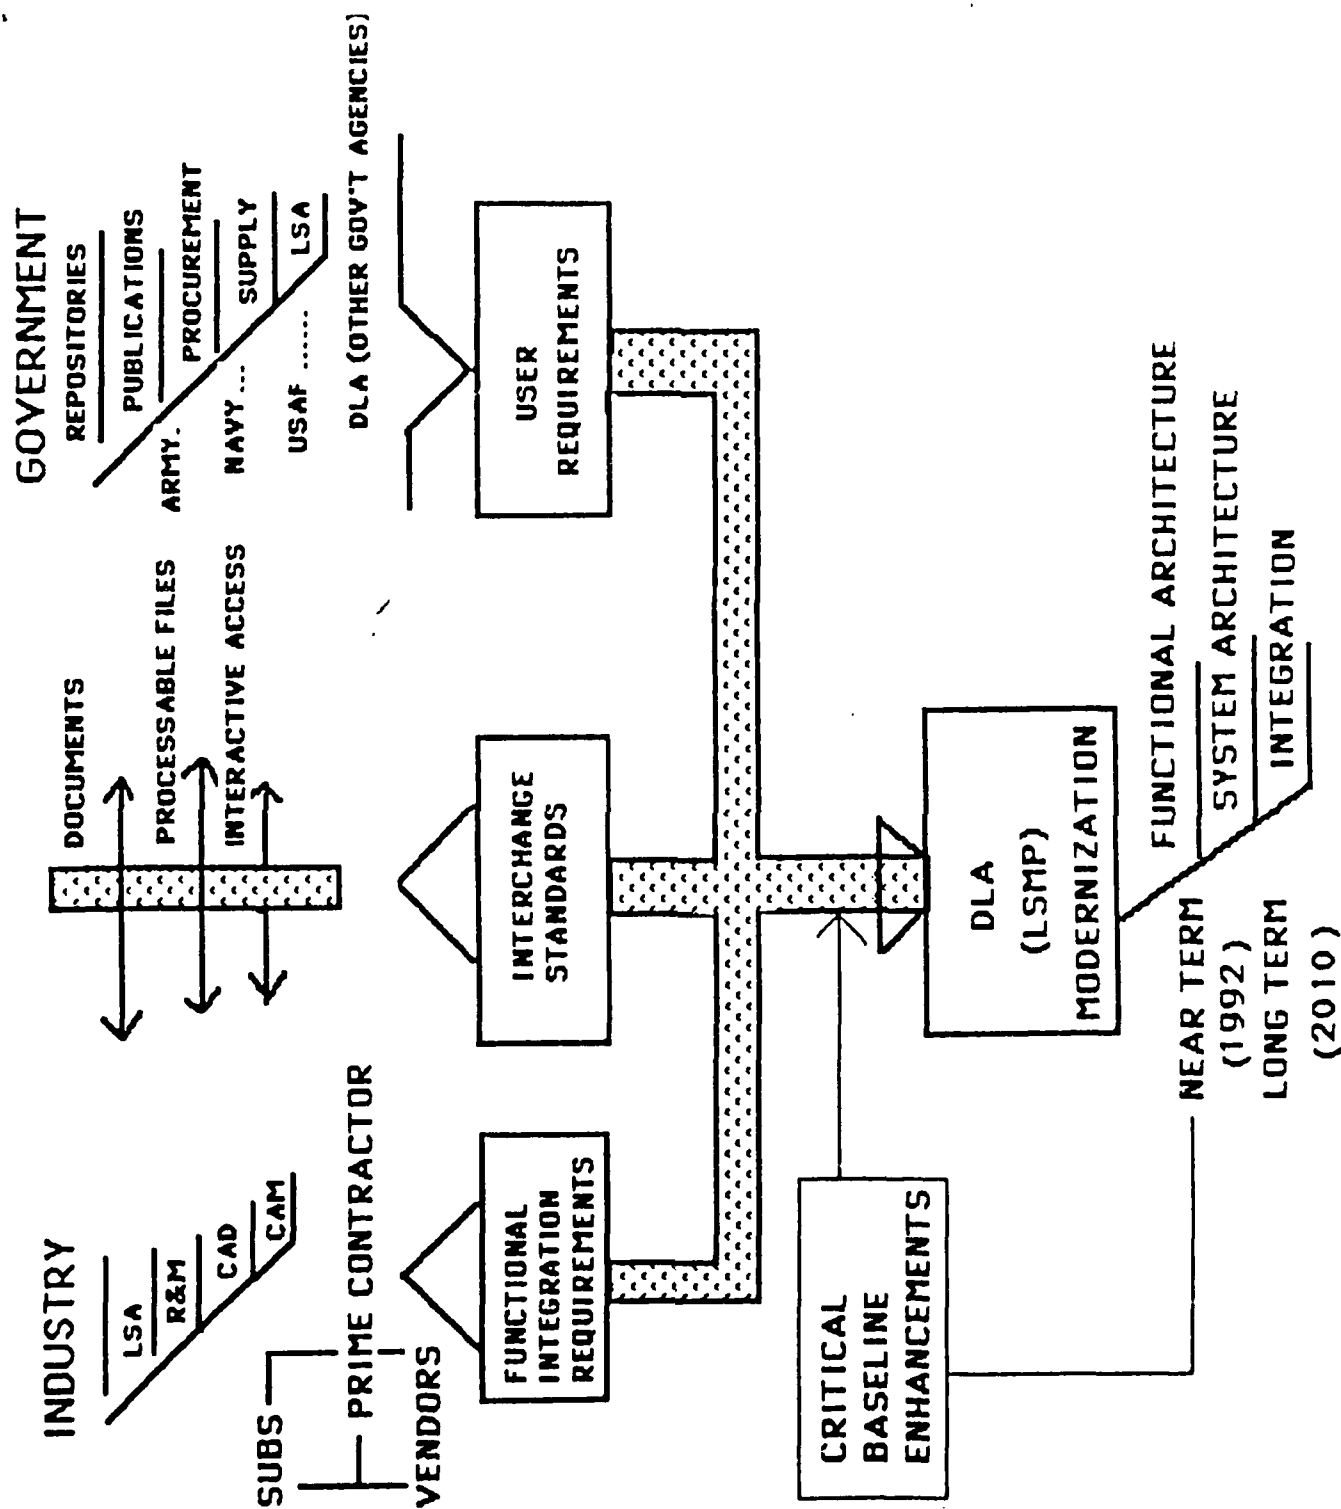 INDUSTRY
LSA
R&M
CAD
CAM
SUBS
PRIME CONTRACTOR
VENDORS
DOCUMENTS
PROCESSABLE FILES
INTERACTIVE ACCESS
GOVERNMENT
REPOSITORIES
PUBLICATIONS
PROCUREMENT
SUPPLY
LSA
ARMY.
NAVY ...
USAF ......
DLA (OTHER GOV'T AGENCIES)
FUNCTIONAL
INTEGRATION
REQUIREMENTS
INTERCHANGE
STANDARDS
USER
REQUIREMENTS
CRITICAL
BASELINE
ENHANCEMENTS
DLA
(LSMP)
MODERNIZATION
NEAR TERM
(1992)
LONG TERM
(2010)
FUNCTIONAL ARCHITECTURE
SYSTEM ARCHITECTURE
INTEGRATION